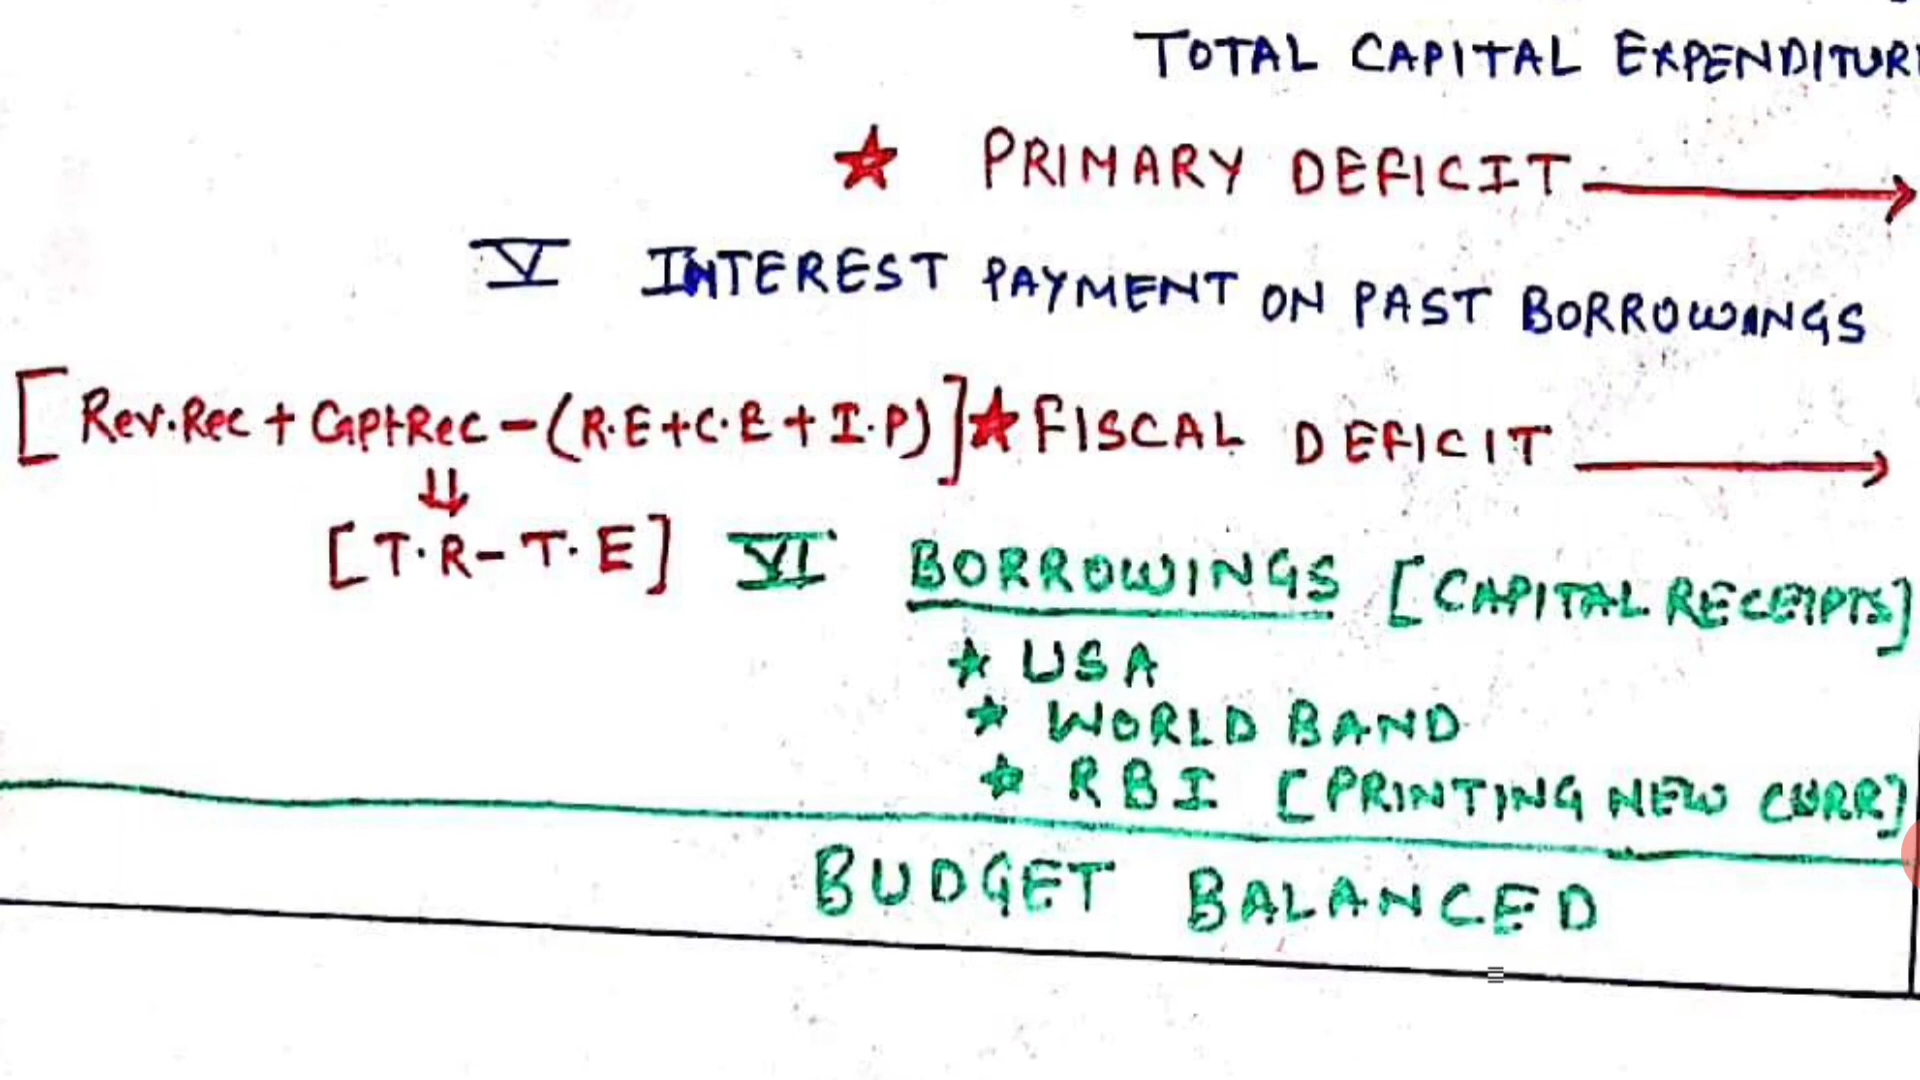 TOTAL CAPITAL EXPENDITUR
★ PRIMARY DEFICIT →
V INTEREST PAYMENT ON PAST BORROWINGS
[Rev.Rec + CaptRec - (R.E+C.E + I.P)] ★ FISCAL DEFICIT →
⇓
[T.R - T.E] VI BORROWINGS [CAPITAL RECEIPTS]
★ USA
★ WORLD BAND
★ RBI [PRINTING NEW CURR]
BUDGET BALANCED